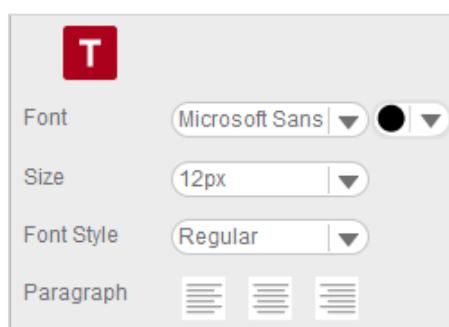 T
Font Microsoft Sans
Size 12px
Font Style Regular
Paragraph